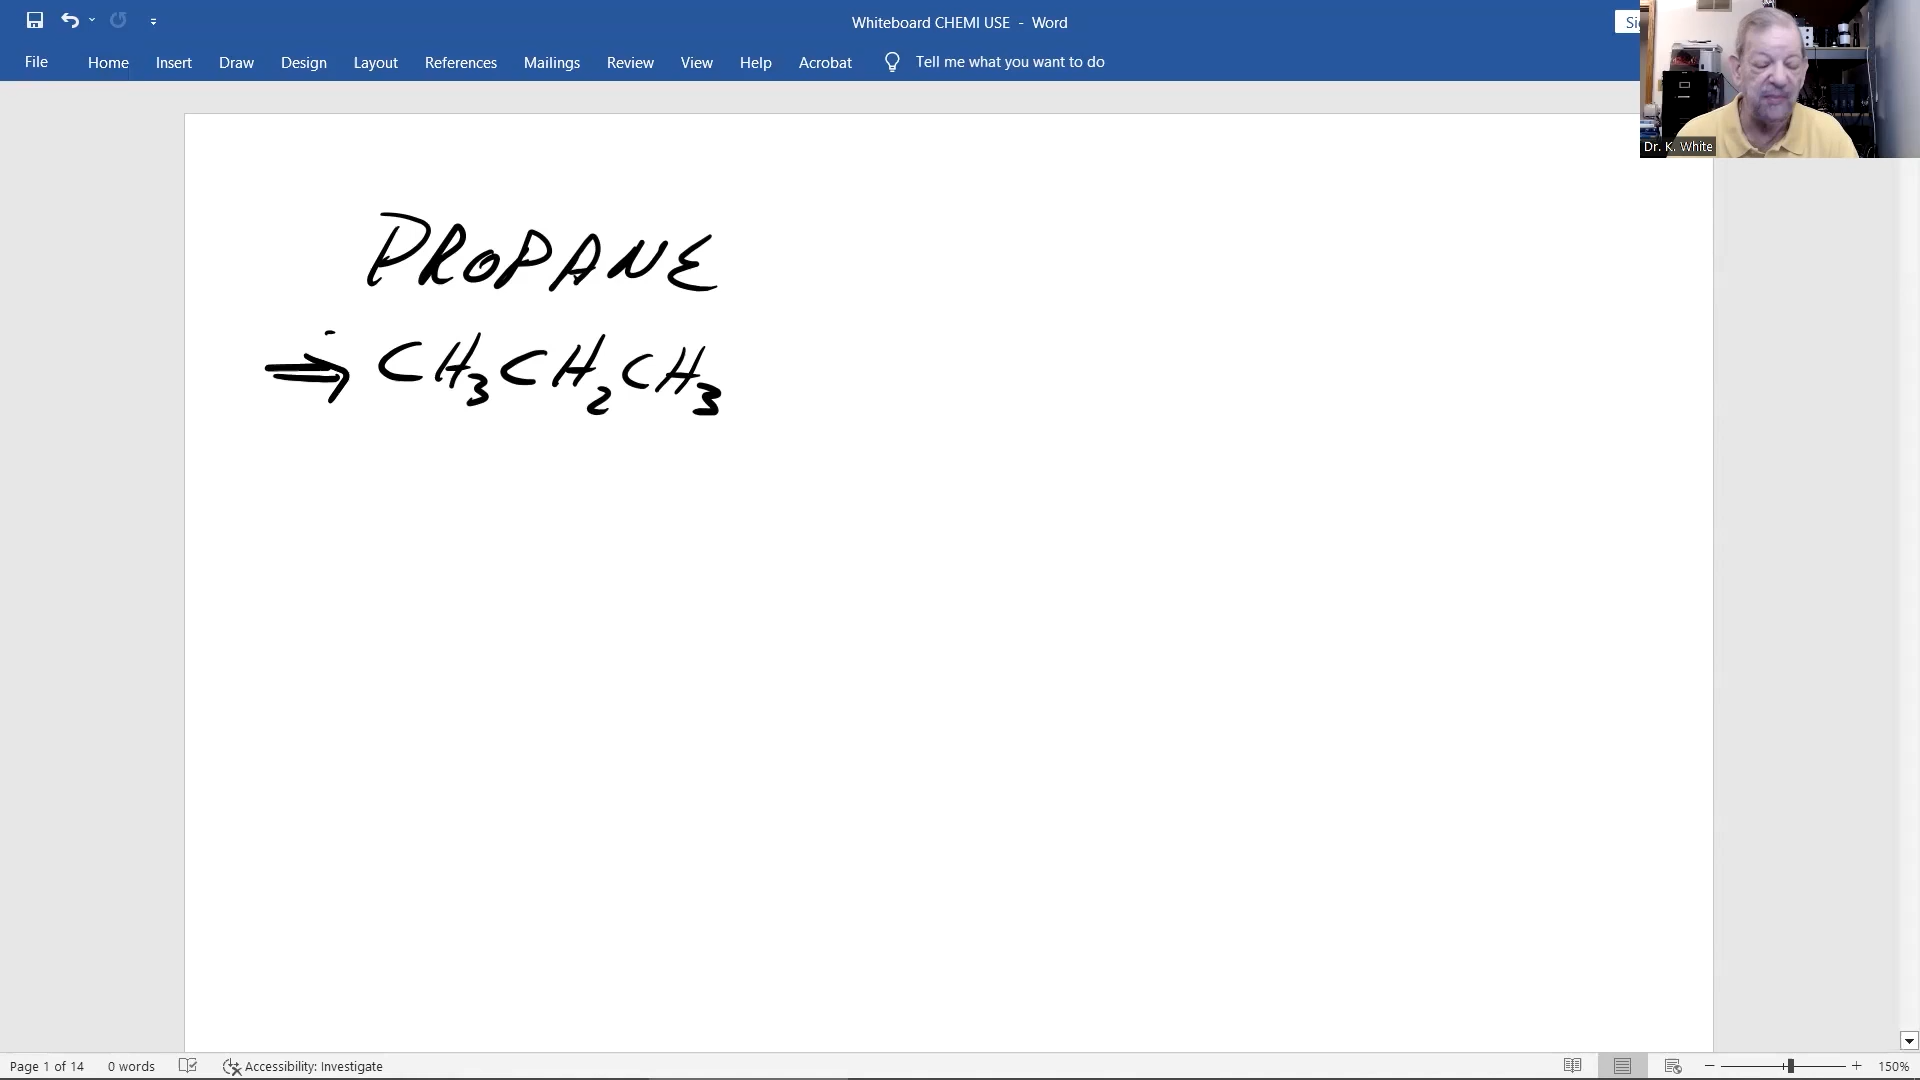 Whiteboard CHEMI USE - Word
File Home Insert Draw Design Layout References Mailings Review View Help Acrobat Tell me what you want to do
Dr. K. White
PROPANE
⇒ CH₃CH₂CH₃
Page 1 of 14 0 words Accessibility: Investigate 150%